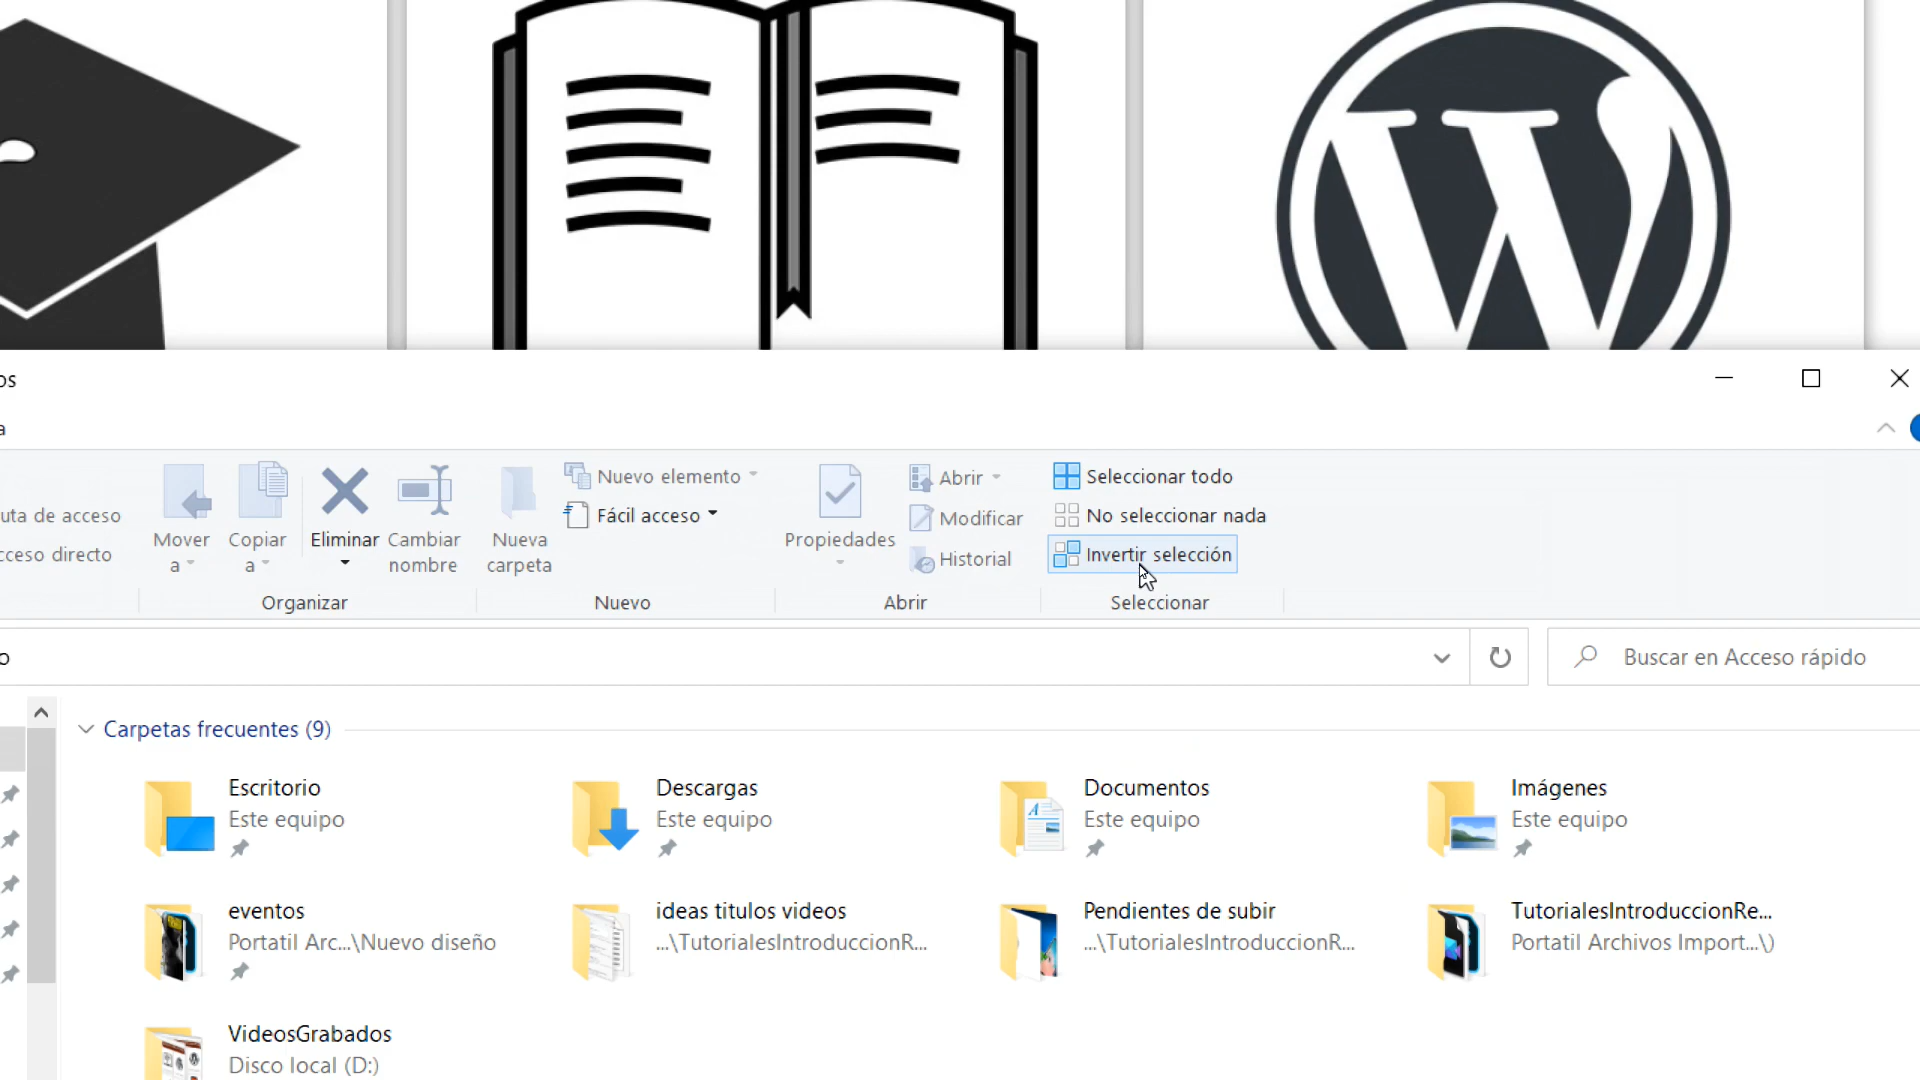 os
a
uta de acceso
cceso directo
Mover
a
Copiar
a
Eliminar
Cambiar
nombre
Organizar
Nueva
carpeta
Nuevo elemento
Fácil acceso
Nuevo
Propiedades
Abrir
Modificar
Historial
Abrir
Seleccionar todo
No seleccionar nada
Invertir selección
Seleccionar
o
Buscar en Acceso rápido
Carpetas frecuentes (9)
Escritorio
Este equipo
Descargas
Este equipo
Documentos
Este equipo
Imágenes
Este equipo
eventos
Portatil Arc...\Nuevo diseño
ideas titulos videos
...\TutorialesIntroduccionR...
Pendientes de subir
...\TutorialesIntroduccionR...
TutorialesIntroduccionRe...
Portatil Archivos Import...\)
VideosGrabados
Disco local (D:)